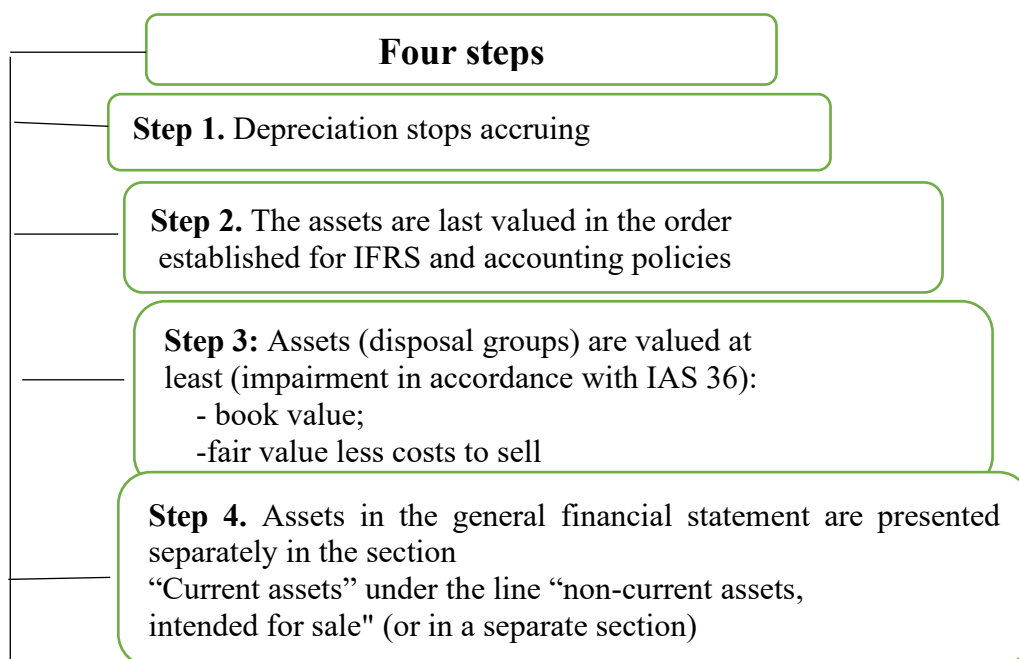 Four steps
Step 1. Depreciation stops accruing
Step 2. The assets are last valued in the order
established for IFRS and accounting policies
Step 3: Assets (disposal groups) are valued at
least (impairment in accordance with IAS 36):
- book value;
-fair value less costs to sell
Step 4. Assets in the general financial statement are presented
separately in the section
“Current assets” under the line “non-current assets,
intended for sale" (or in a separate section)